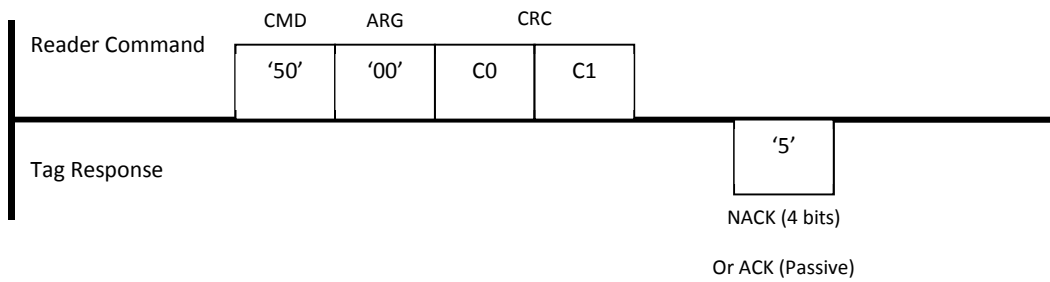 CMD ARG CRC
Reader Command
‘50’ ‘00’ C0 C1
‘5’
Tag Response
NACK (4 bits)
Or ACK (Passive)